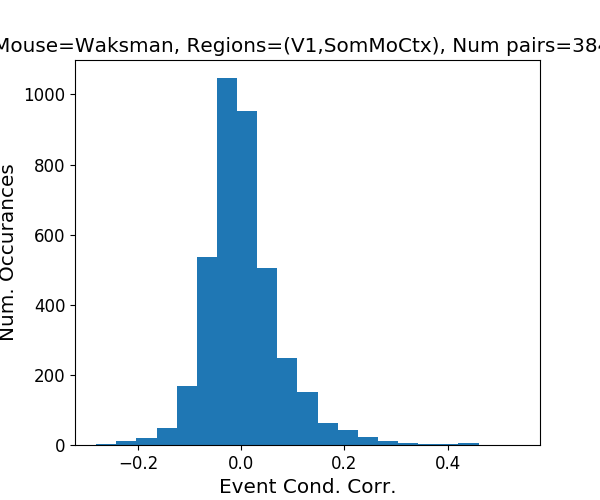 Mouse=Waksman, Regions=(V1,SomMoCtx), Num pairs=384
1000
800
600
400
200
0
Num. Occurances
−0.2 0.0 0.2 0.4
Event Cond. Corr.